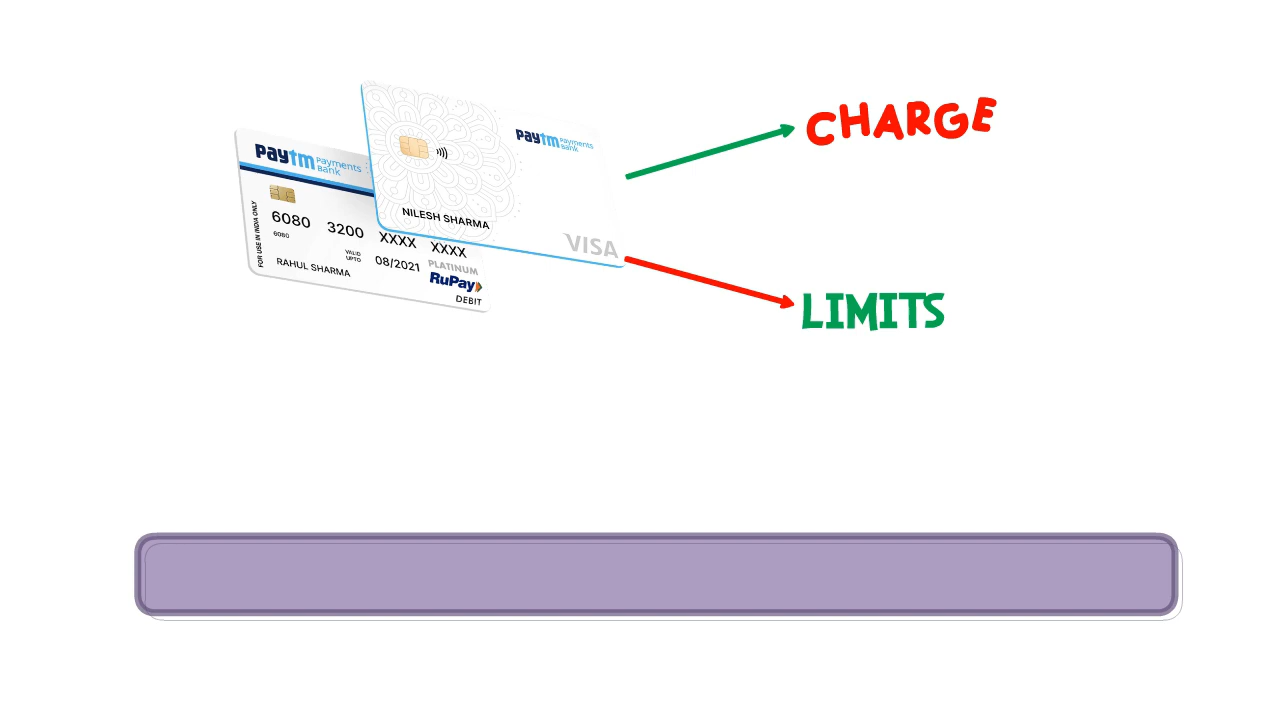 paytm Payments Bank
NILESH SHARMA
VISA
paytm Payments Bank
FOR USE IN INDIA ONLY
6080 3200 XXXX XXXX
6080
VALID UPTO 08/2021
RAHUL SHARMA
PLATINUM
RuPay
DEBIT
CHARGE
LIMITS